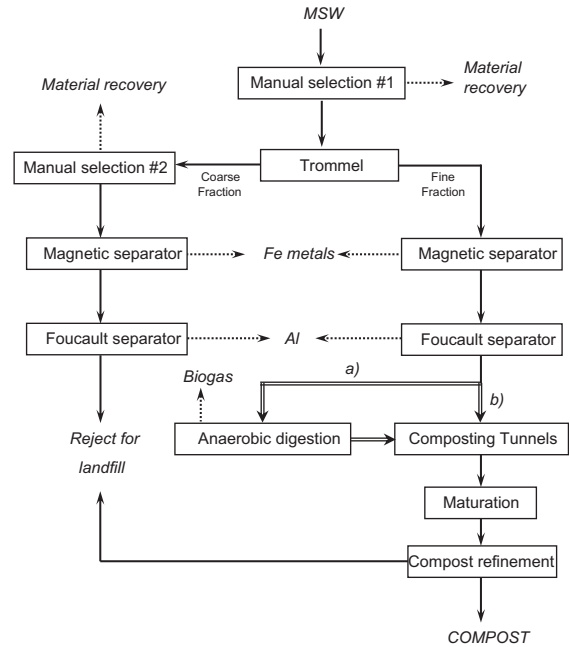 MSW
Manual selection #1
Material
recovery
Material recovery
Manual selection #2
Trommel
Coarse
Fraction
Fine
Fraction
Magnetic separator
Fe metals
Magnetic separator
Foucault separator
Al
Foucault separator
a)
Biogas
b)
Anaerobic digestion
Composting Tunnels
Reject for
landfill
Maturation
Compost refinement
COMPOST